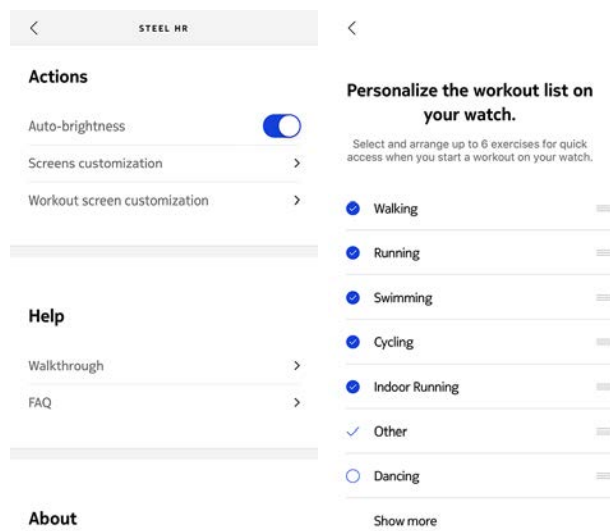 STEEL HR
Actions
Auto-brightness
Screens customization
Workout screen customization
Help
Walkthrough
FAQ
About
Personalize the workout list on
your watch.
Select and arrange up to 6 exercises for quick
access when you start a workout on your watch.
Walking
Running
Swimming
Cycling
Indoor Running
Other
Dancing
Show more